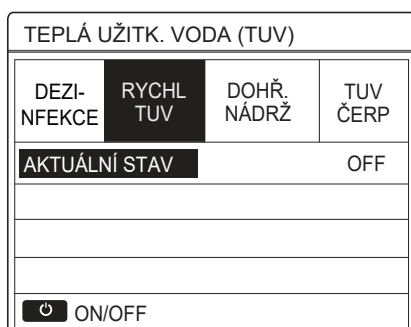 TEPLÁ UŽITK. VODA (TUV)
DEZI-
NFEKCE
RYCHL
TUV
DOHŘ.
NÁDRŽ
TUV
ČERP
AKTUÁLNÍ STAV OFF
ON/OFF